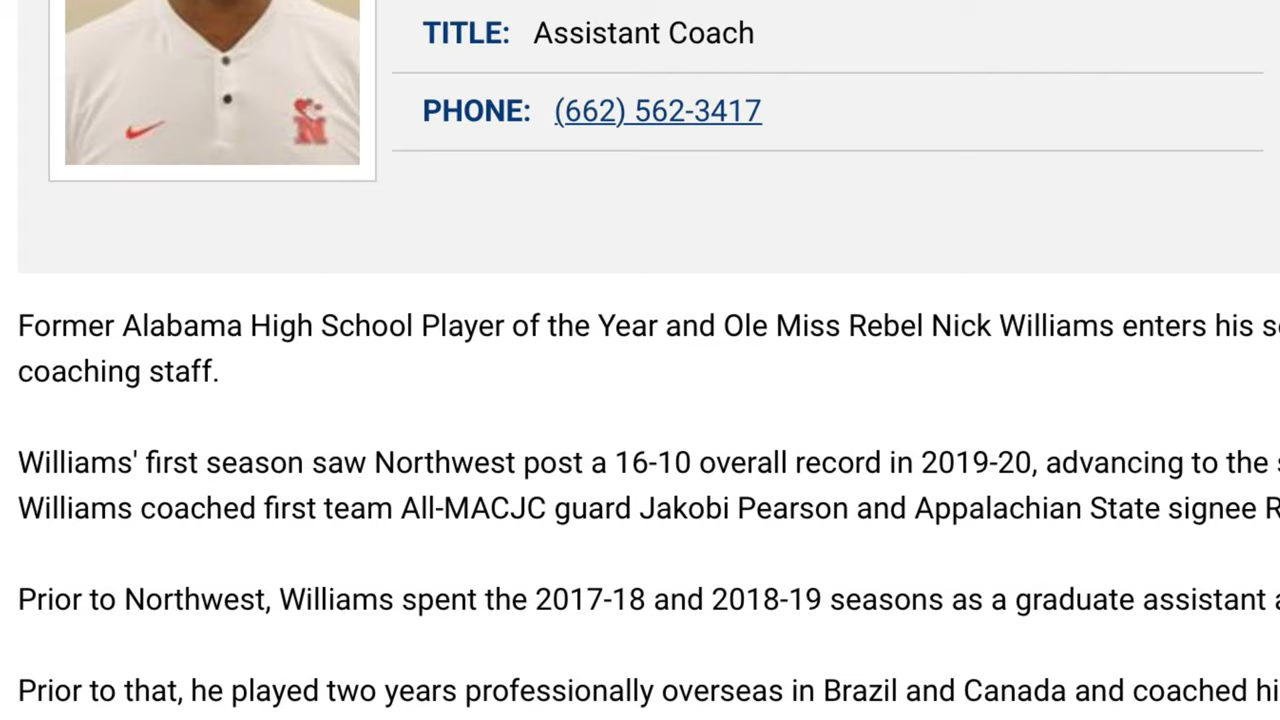 TITLE: Assistant Coach
PHONE: (662) 562-3417
N
Former Alabama High School Player of the Year and Ole Miss Rebel Nick Williams enters his
coaching staff.
Williams' first season saw Northwest post a 16-10 overall record in 2019-20, advancing to the
Williams coached first team All-MACJC guard Jakobi Pearson and Appalachian State signee R
Prior to Northwest, Williams spent the 2017-18 and 2018-19 seasons as a graduate assistant
Prior to that, he played two years professionally overseas in Brazil and Canada and coached